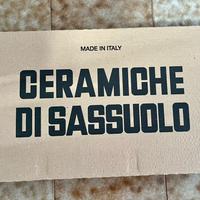 MADE IN ITALY
CERAMICHE
DI SASSUOLO